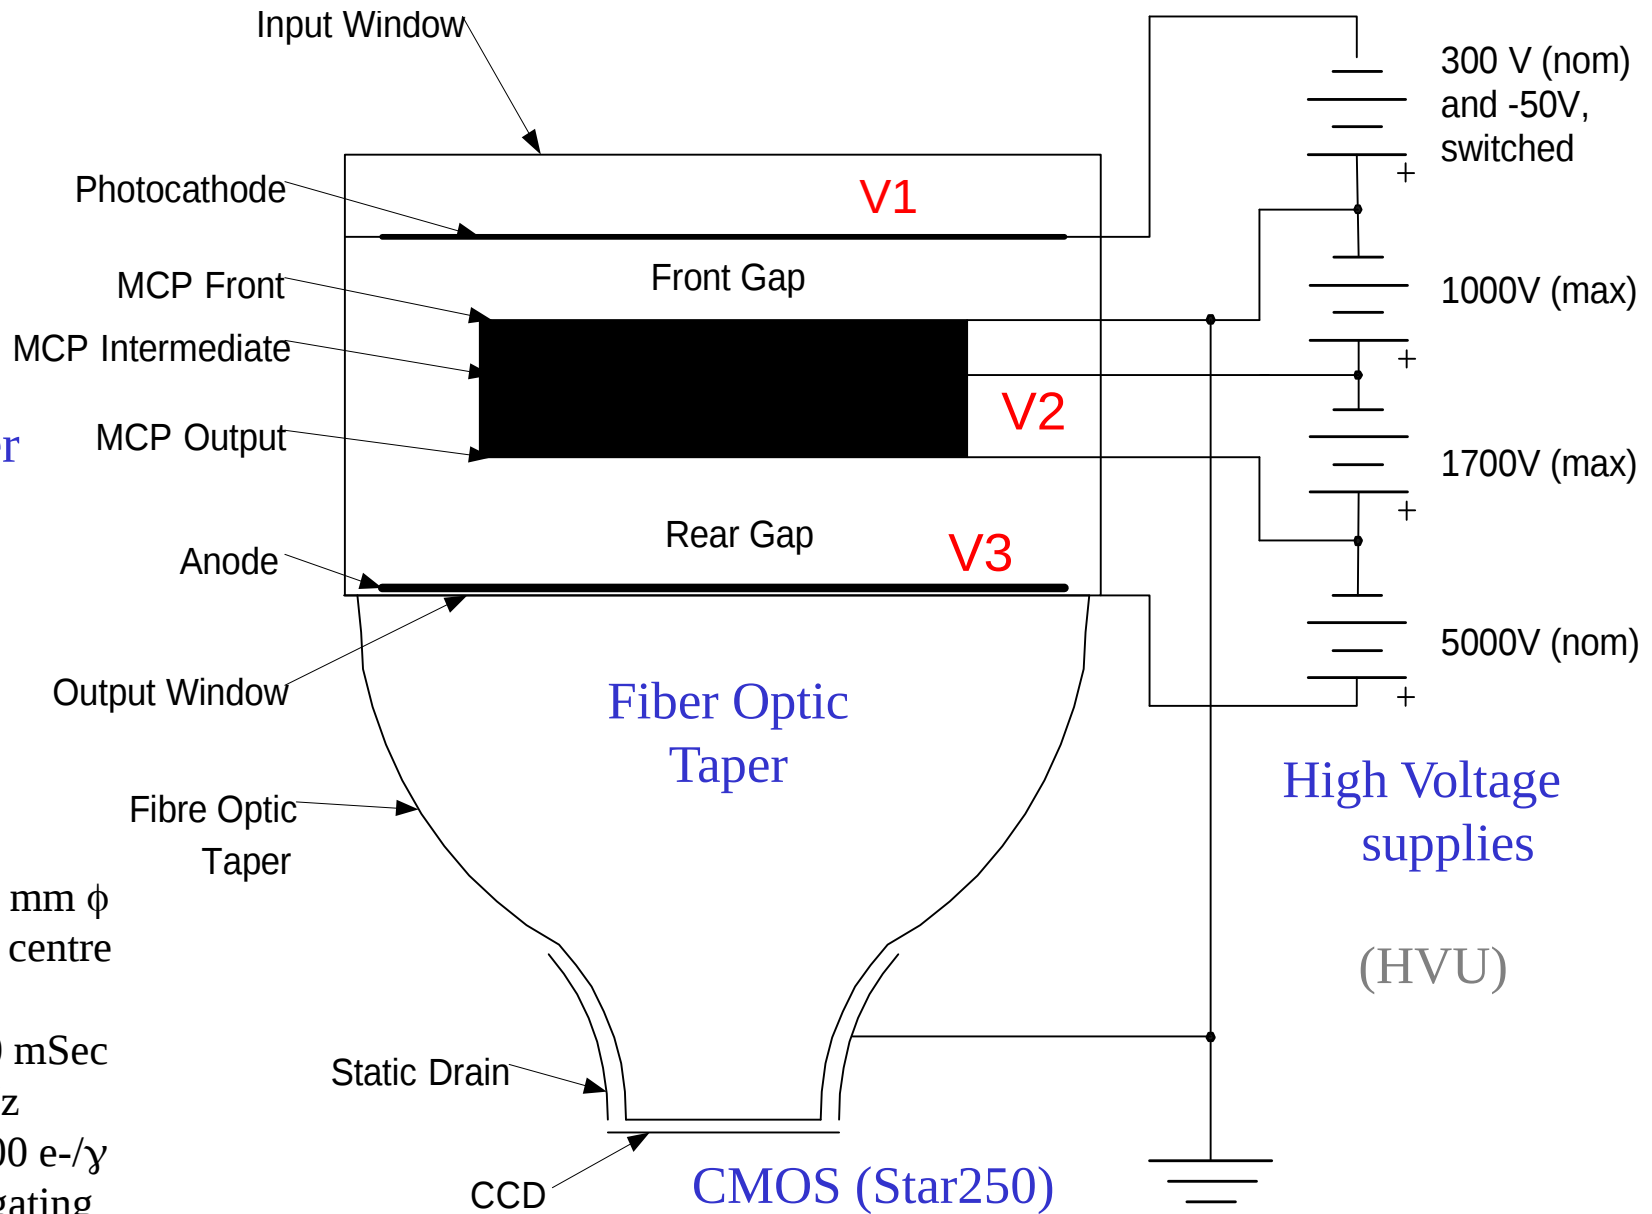 Input Window
300 V (nom)
and -50V,
switched
+
Photocathode
V1
MCP Front
Front Gap
1000V (max)
+
MCP Intermediate
V2
MCP Output
1700V (max)
+
Rear Gap
V3
Anode
5000V (nom)
+
Output Window
Fiber Optic
Taper
High Voltage
supplies
(HVU)
Fibre Optic
Taper
mm ϕ
centre
mSec
Static Drain
e-/γ
gating
CCD
CMOS (Star250)